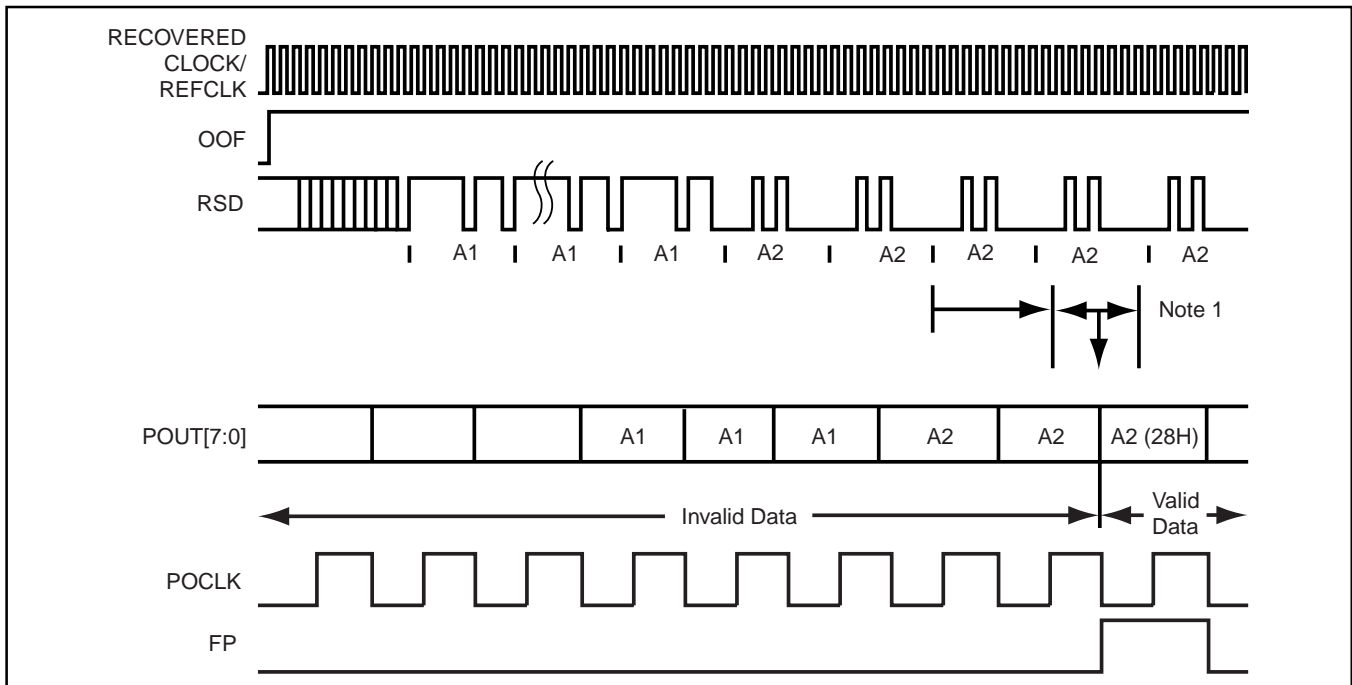 RECOVERED
CLOCK/
REFCLK
OOF
RSD
A1 A1 A1 A2 A2 A2 A2 A2
Note 1
POUT[7:0]
A1 A1 A1 A2 A2 A2 (28H)
Invalid Data
Valid
Data
POCLK
FP